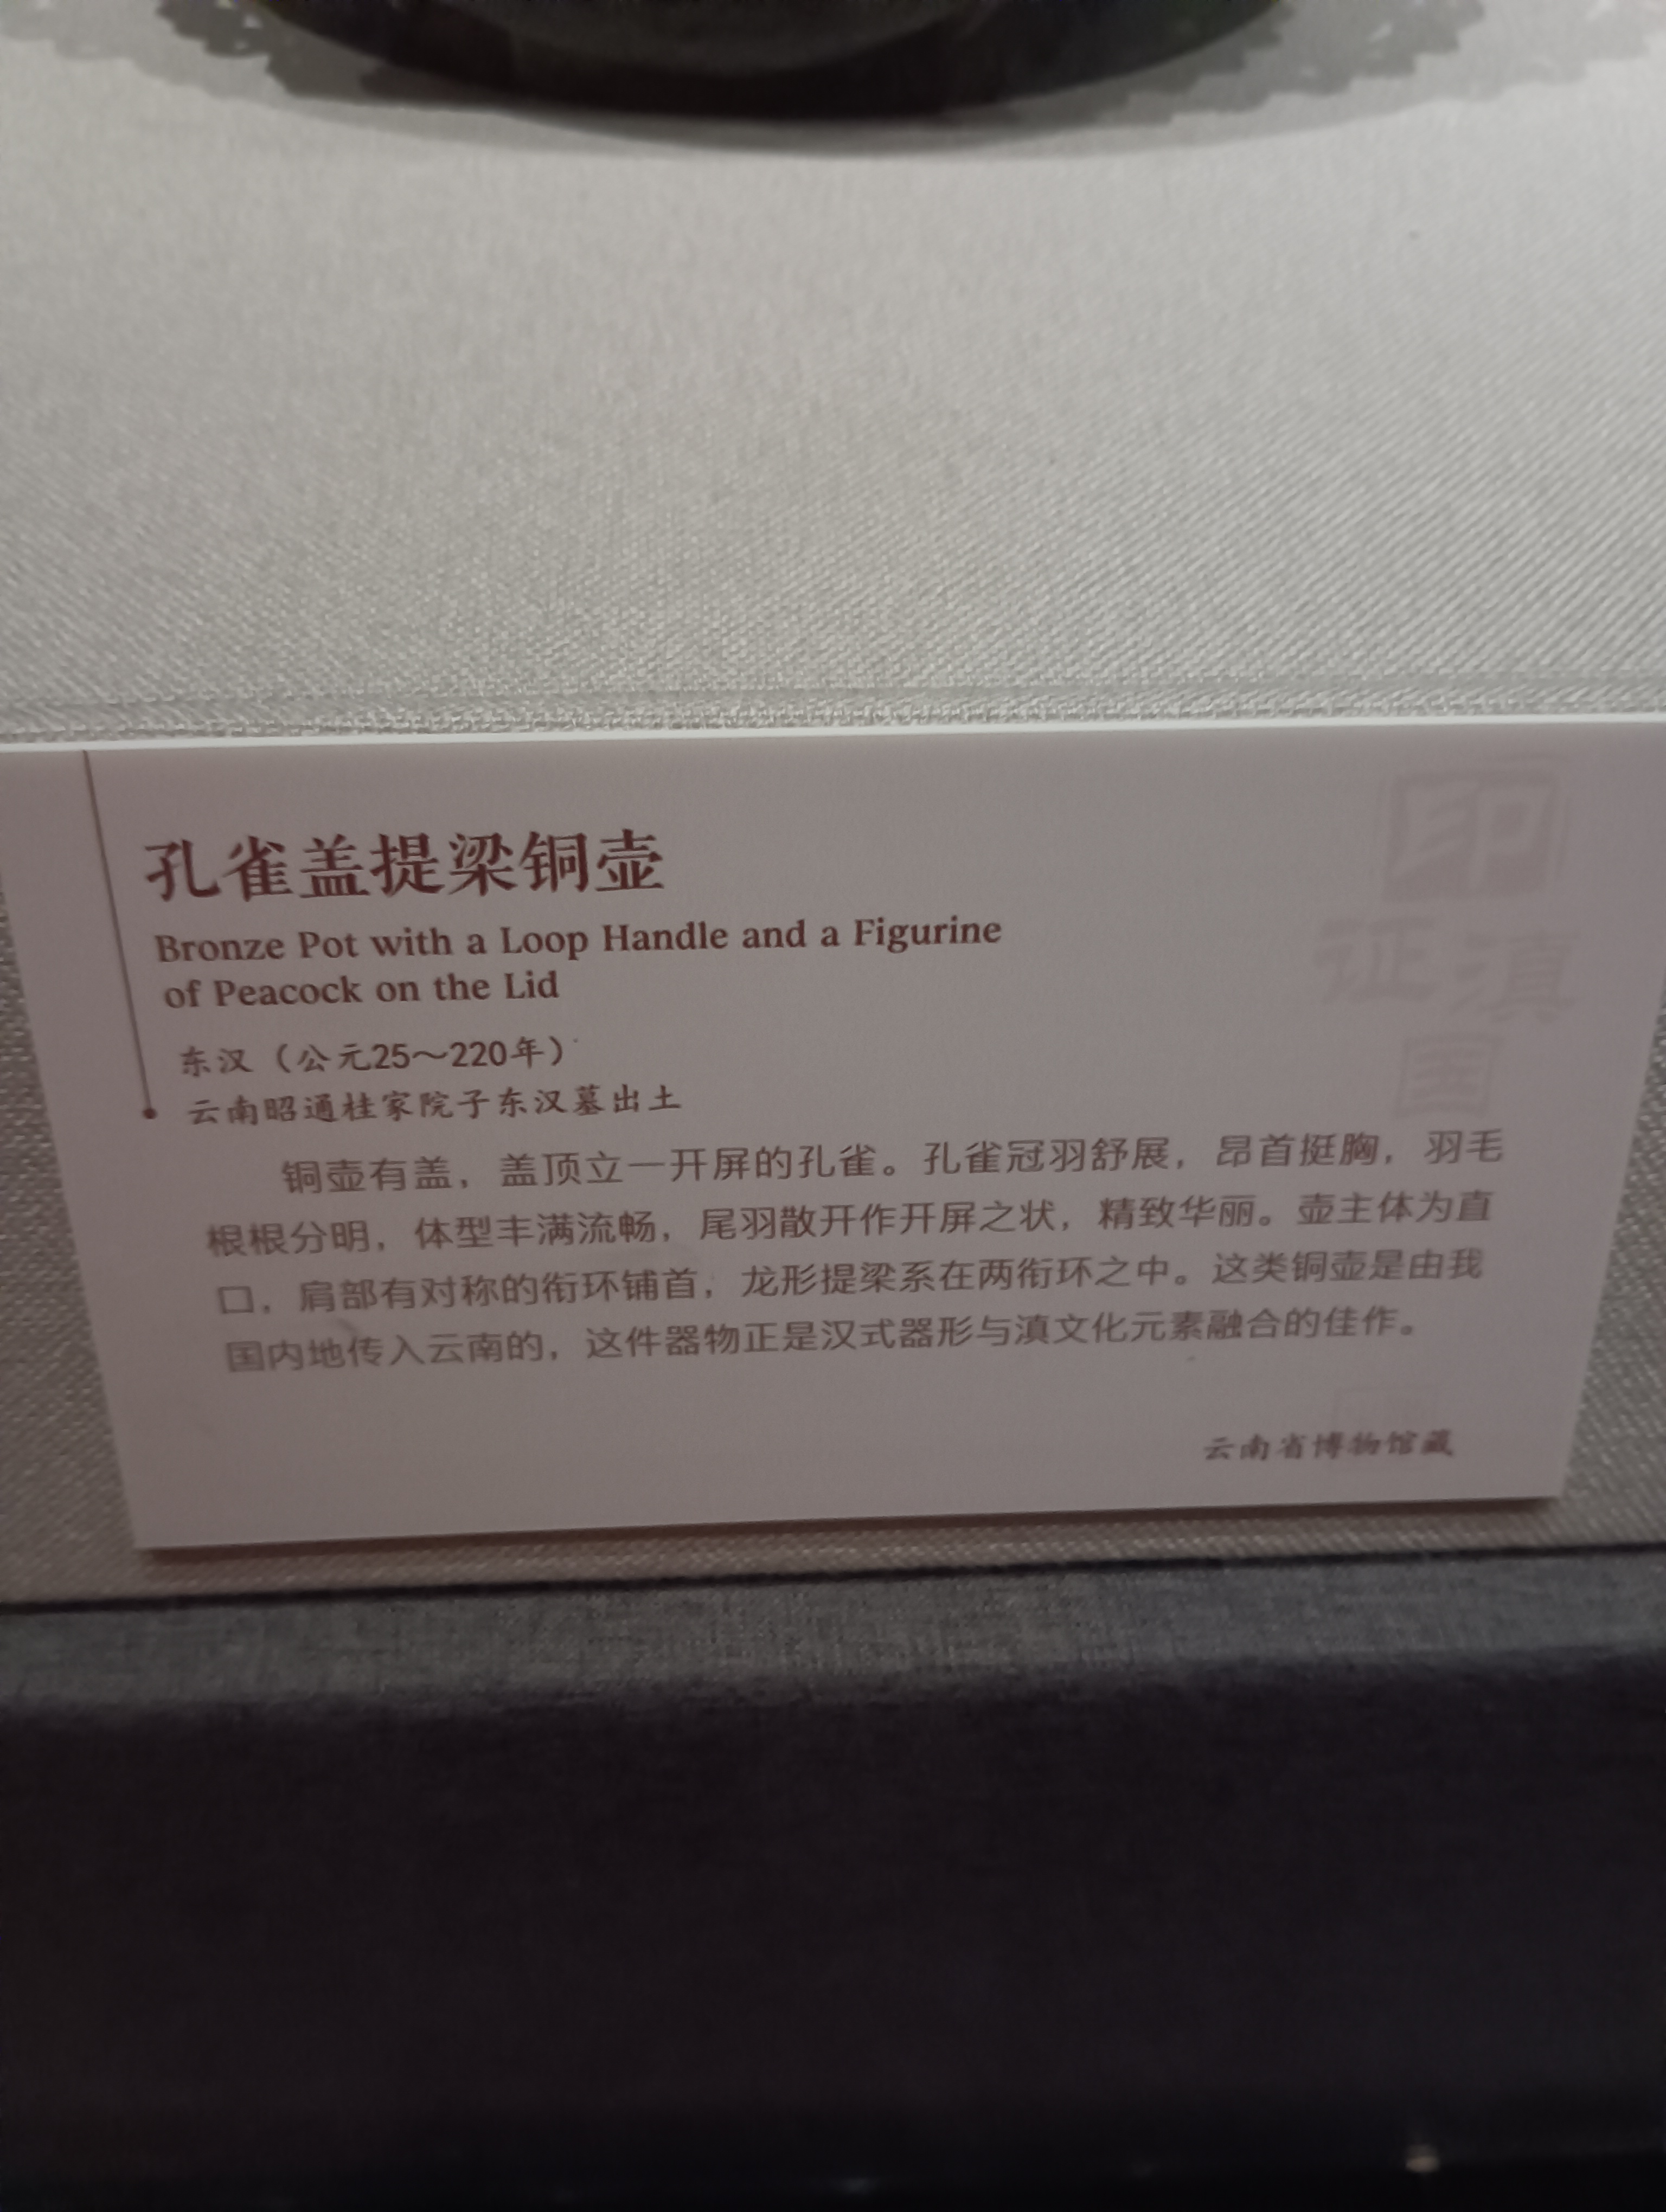 孔雀盖提梁铜壶
Bronze Pot with a Loop Handle and a Figurine
of Peacock on the Lid
东汉（公元25～220年）
云南昭通桂家院子东汉墓出土
铜壶有盖，盖顶立一开屏的孔雀。孔雀冠羽舒展，昂首挺胸，羽毛
根根分明，体型丰满流畅，尾羽散开作开屏之状，精致华丽。壶主体为直
口，肩部有对称的衔环铺首，龙形提梁系在两衔环之中。这类铜壶是由我
国内地传入云南的，这件器物正是汉式器形与滇文化元素融合的佳作。
云南省博物馆藏
印
证滇
国